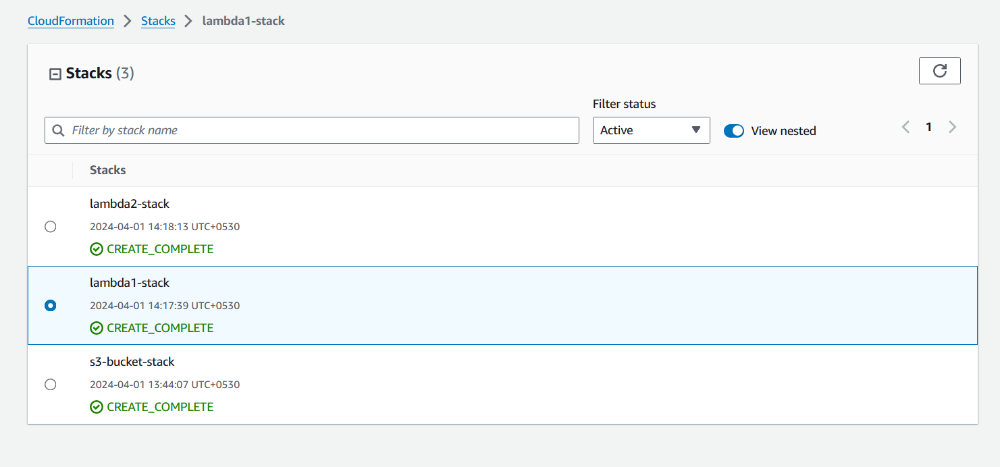 CloudFormation > Stacks > lambda1-stack
Stacks (3)
Filter status
Filter by stack name
Active
View nested
1
Stacks
lambda2-stack
2024-04-01 14:18:13 UTC+0530
CREATE_COMPLETE
lambda1-stack
2024-04-01 14:17:39 UTC+0530
CREATE_COMPLETE
s3-bucket-stack
2024-04-01 13:44:07 UTC+0530
CREATE_COMPLETE